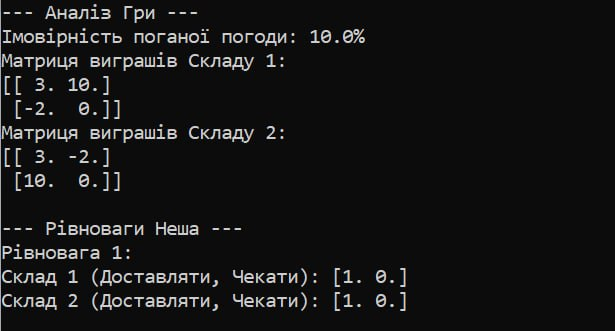 --- Аналіз Гри ---
Імовірність поганої погоди: 10.0%
Матриця виграшів Складу 1:
[[ 3. 10.]
 [-2.  0.]]
Матриця виграшів Складу 2:
[[ 3. -2.]
 [10.  0.]]

--- Рівноваги Неша ---
Рівновага 1:
Склад 1 (Доставляти, Чекати): [1. 0.]
Склад 2 (Доставляти, Чекати): [1. 0.]